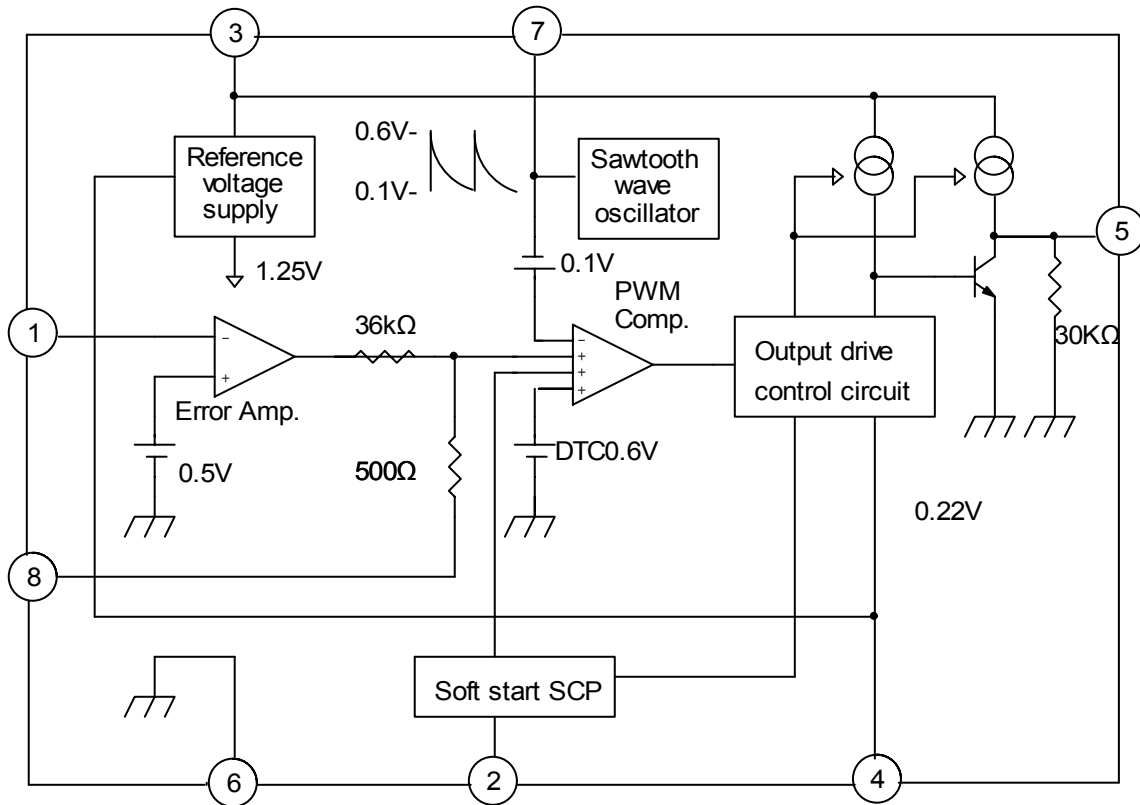 3
7
0.6V-
0.1V-
Reference
voltage
supply
Sawtooth
wave
oscillator
5
1.25V
0.1V
PWM
Comp.
1
36kΩ
−
+
Error Amp.
−
+
+
+
Output drive
control circuit
30KΩ
0.5V
500Ω
DTC0.6V
0.22V
8
Soft start SCP
6
2
4